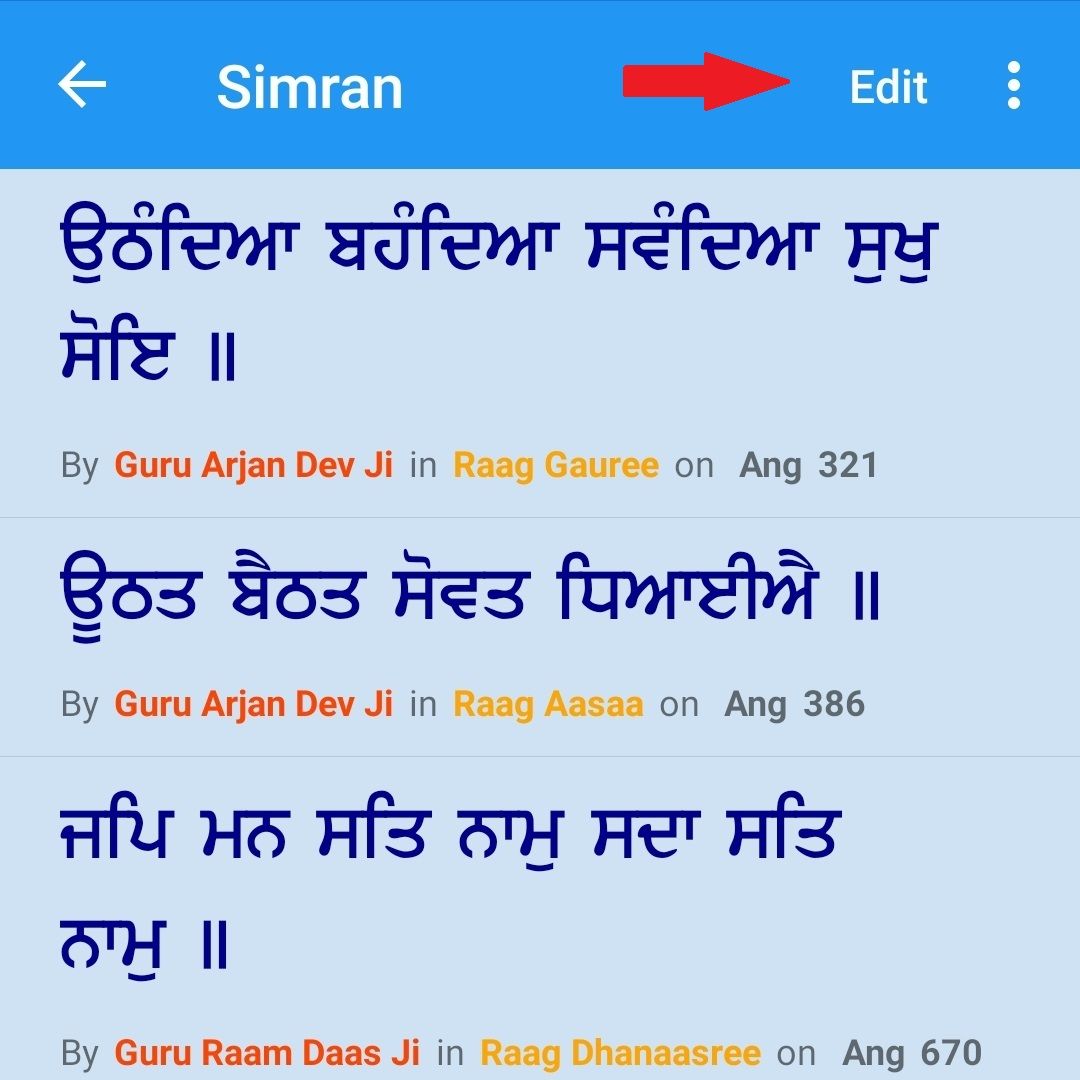 Simran Edit
ਉਠੰਦਿਆ ਬਹੰਦਿਆ ਸਵੰਦਿਆ ਸੁਖੁ
ਸੋਇ ॥
By Guru Arjan Dev Ji in Raag Gauree on Ang 321
ਊਠਤ ਬੈਠਤ ਸੋਵਤ ਧਿਆਈਐ ॥
By Guru Arjan Dev Ji in Raag Aasaa on Ang 386
ਜਪਿ ਮਨ ਸਤਿ ਨਾਮੁ ਸਦਾ ਸਤਿ
ਨਾਮੁ ॥
By Guru Raam Daas Ji in Raag Dhanaasree on Ang 670